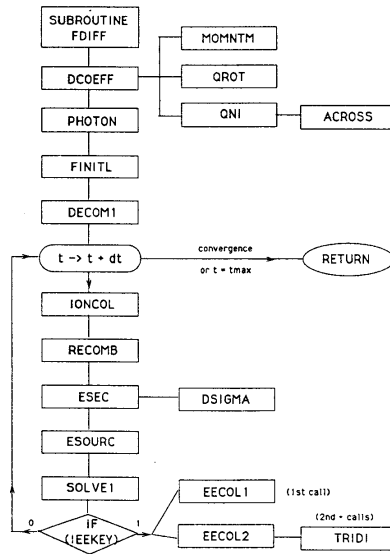 SUBROUTINE
FDIFF
MOMNTM
DCOEFF
QROT
PHOTON
QNI
ACROSS
FINITL
DECOM1
t -> t + dt
convergence
or t = tmax
RETURN
IONCOL
RECOMB
ESEC
DSIGMA
ESOURC
SOLVE1
EECOL1
(1st call)
0
IF
(IEEKEY)
1
(2nd - calls)
EECOL2
TRIDI